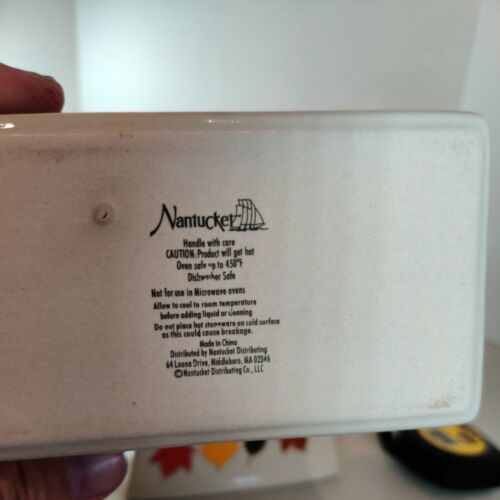 Nantucket
Handle with care
CAUTION: Product will get hot
Oven safe up to 450°F
Dishwasher Safe
Not for use in Microwave ovens
Allow to cool to room temperature
before adding liquid or cleaning
Do not place hot stoneware on cold surface
as this could cause breakage.
Made in China
Distributed by Nantucket Distributing
64 Leona Drive, Middleboro, MA 02346
©Nantucket Distributing Co., LLC